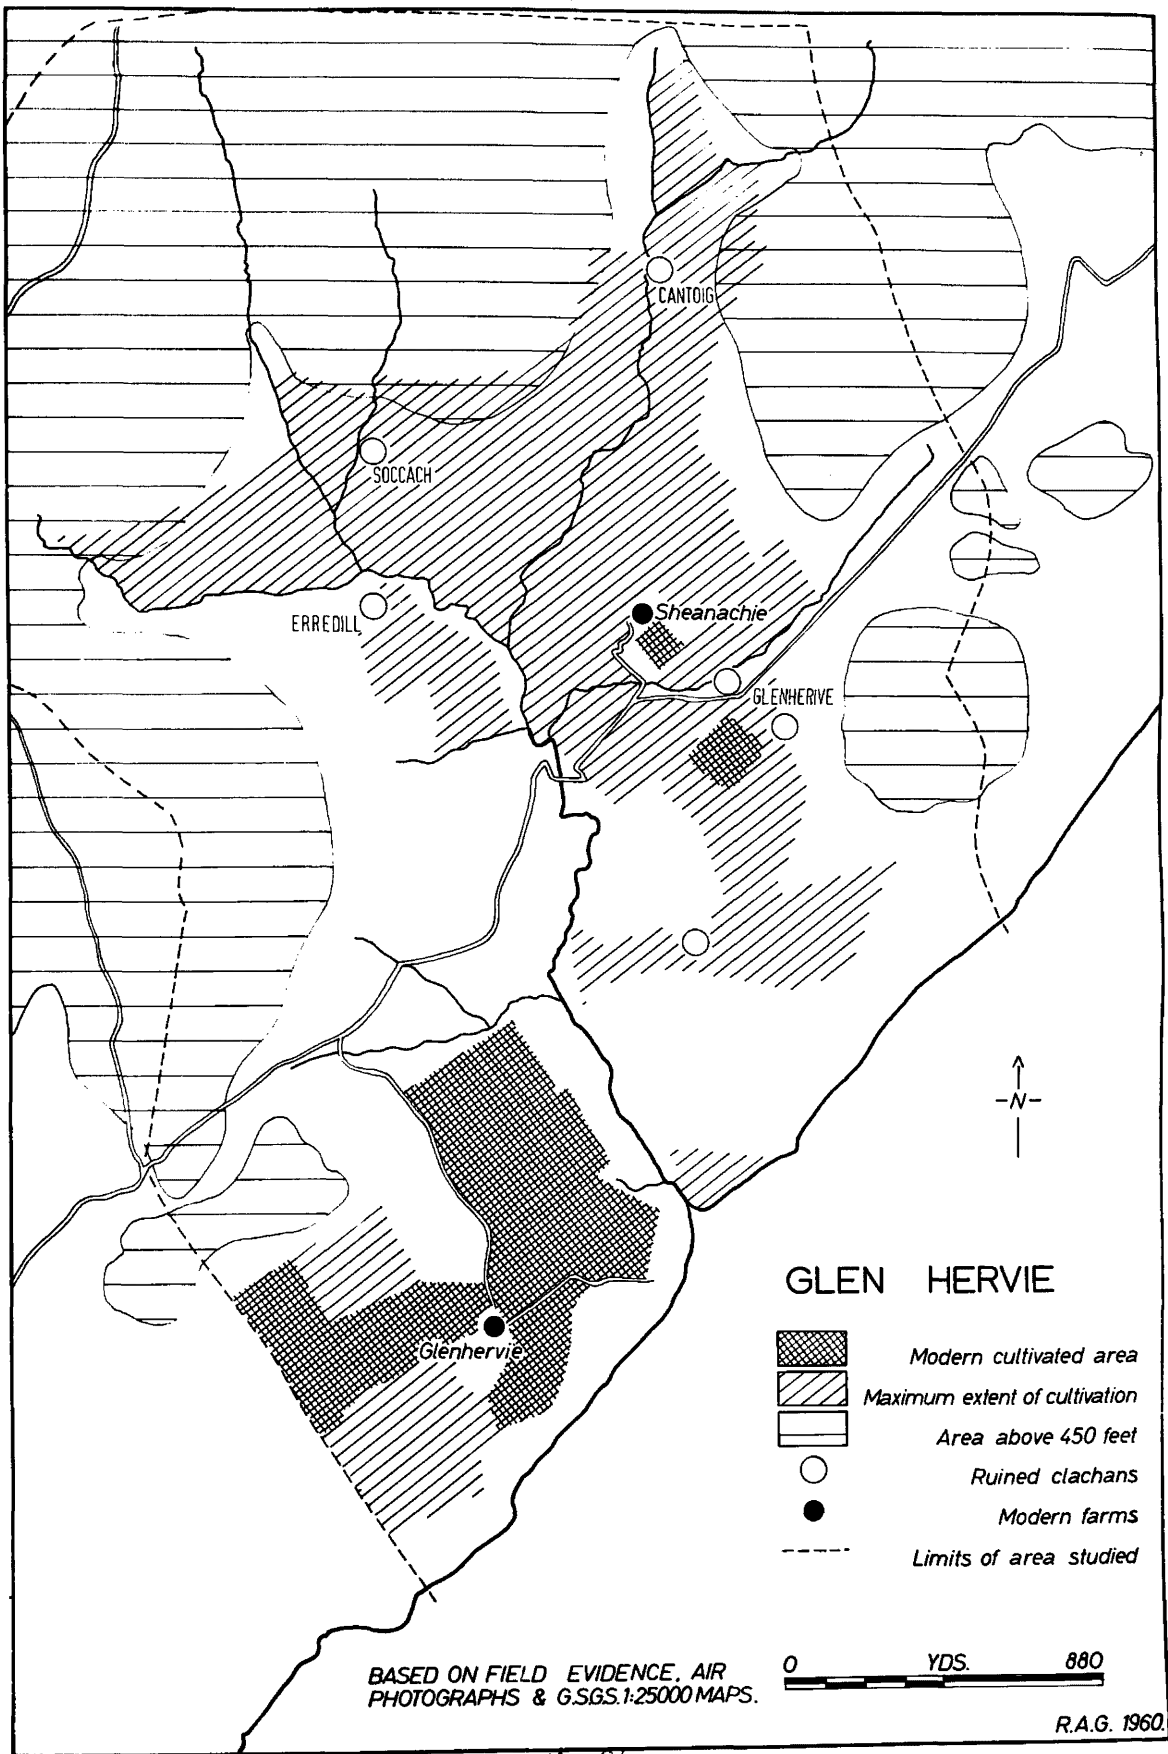 CANTOIG
SOCCACH
ERREDILL
Sheanachie
GLENHERIVE
-N-
Glenhervie
GLEN HERVIE
Modern cultivated area
Maximum extent of cultivation
Area above 450 feet
Ruined clachans
Modern farms
Limits of area studied
0 YDS. 880
BASED ON FIELD EVIDENCE, AIR
PHOTOGRAPHS & G.S.G.S. 1:25000 MAPS.
R.A.G. 1960.